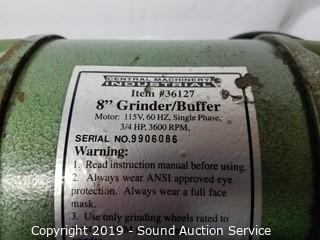 CENTRAL MACHINERY
INDUSTRIAL
Item #36127
8" Grinder/Buffer
Motor: 115V, 60 HZ, Single Phase,
3/4 HP, 3600 RPM,
SERIAL NO.9906086
Warning:
1. Read instruction manual before using.
2. Always wear ANSI approved eye
protection. Always wear a full face
mask.
3. Use only grinding wheels rated to
Copyright 2019 - Sound Auction Service